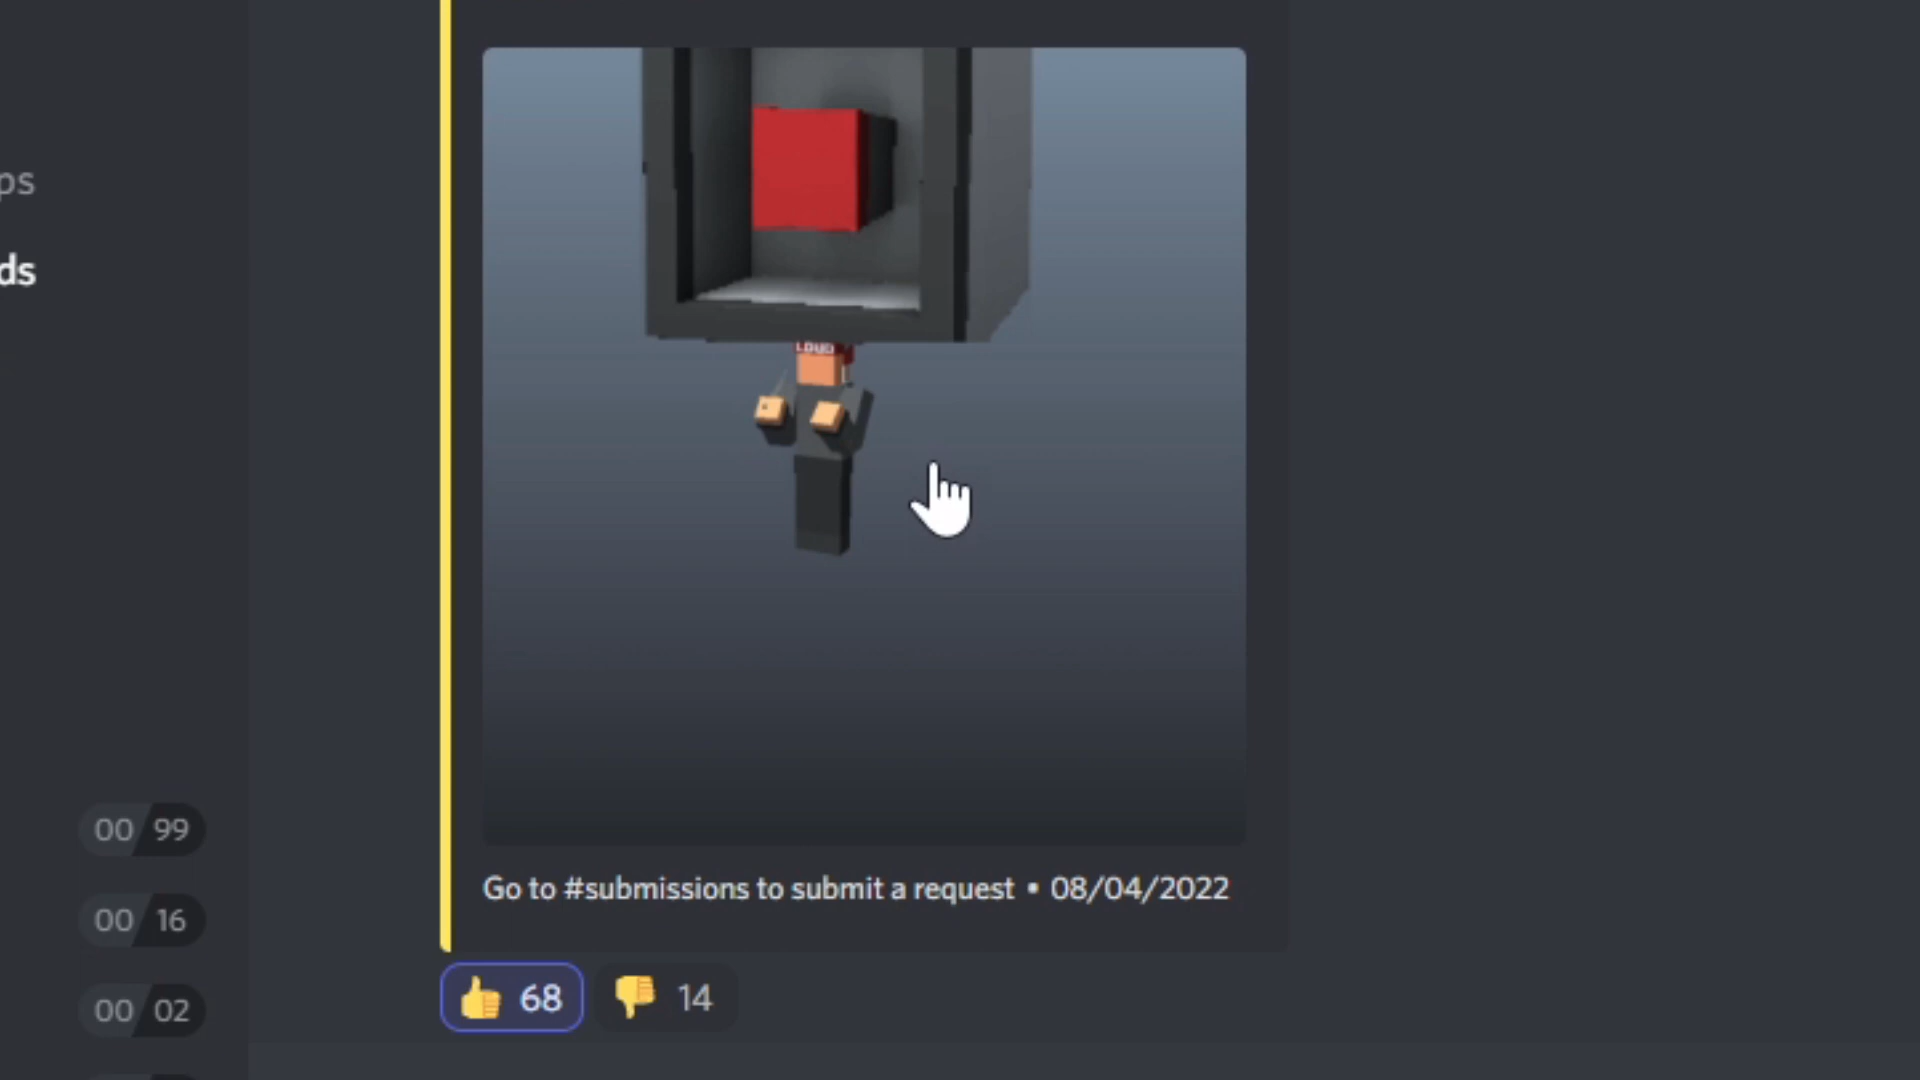 ps
ds
LOUD
00 99
00 16
00 02
Go to #submissions to submit a request • 08/04/2022
68 14